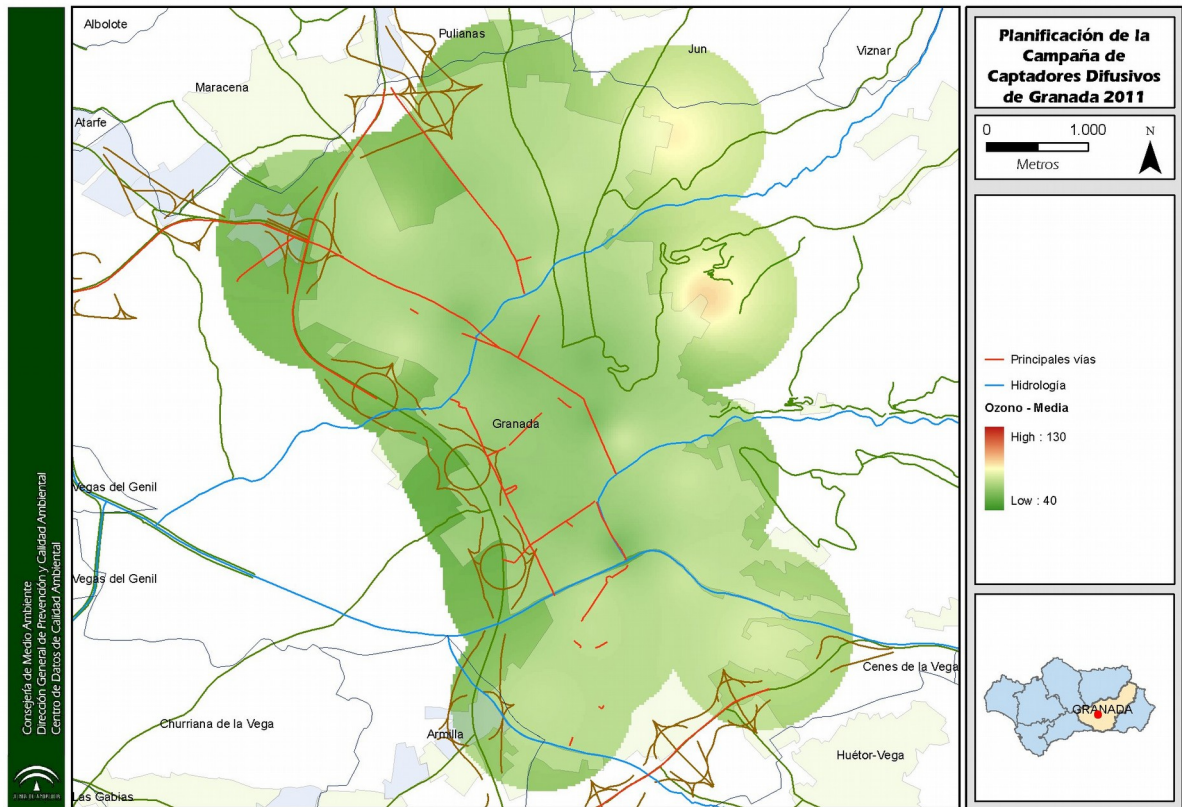 Albolote
Pulianas
Jun
Viznar
Maracena
Atarfe
Granada
Vegas del Genil
Vegas del Genil
Cenes de la Vega
Churriana de la Vega
Armilla
Huétor-Vega
Las Gabias
Consejería de Medio Ambiente
Dirección General de Prevención y Calidad Ambiental
Centro de Datos de Calidad Ambiental
JUNTA DE ANDALUCIA
Planificación de la
Campaña de
Captadores Difusivos
de Granada 2011
0 1.000 N
Metros
Principales vías
Hidrología
Ozono - Media
High : 130
Low : 40
GRANADA